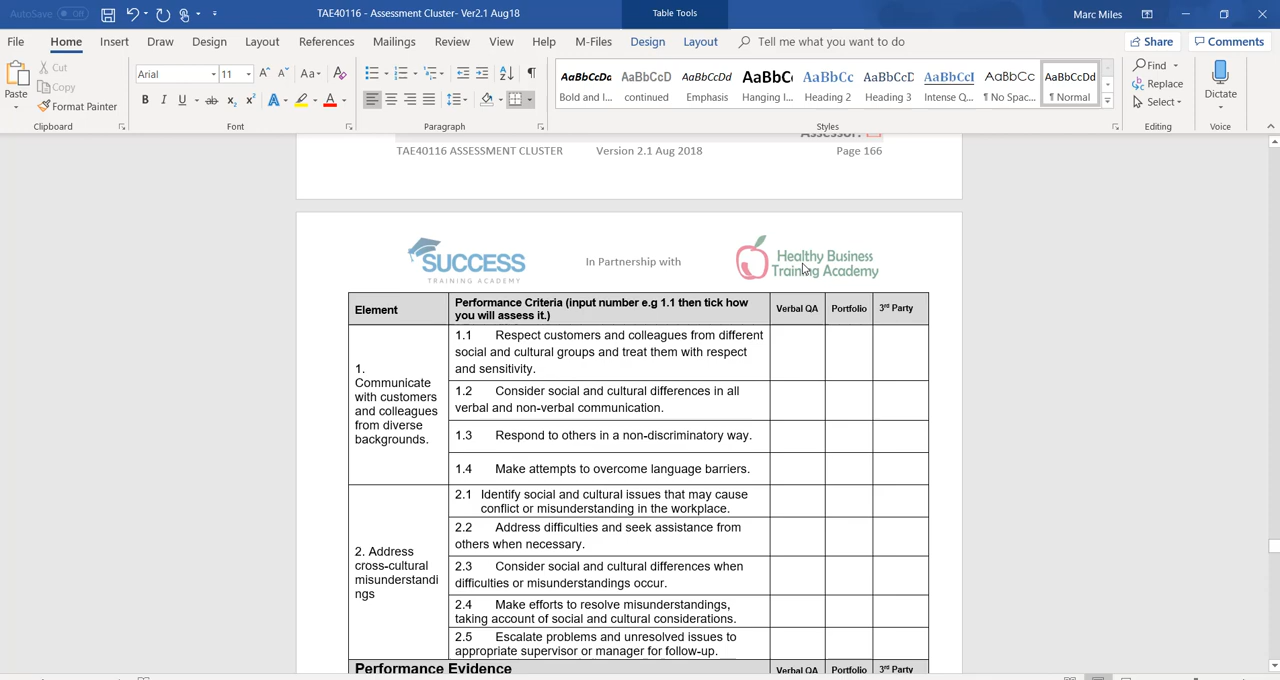 AutoSave Off TAE40116 - Assessment Cluster- Ver2.1 Aug18 Table Tools Marc Miles
File Home Insert Draw Design Layout References Mailings Review View Help M-Files Design Layout Tell me what you want to do Share Comments
Paste Cut Copy Format Painter
Clipboard
Arial 11
Font
Paragraph
AaBbCcDc AaBbCcD AaBbCcDd AaBbCc AaBbCc AaBbCcD AaBbCcI AaBbCc AaBbCcDd
Bold and I... continued Emphasis Hanging I... Heading 2 Heading 3 Intense Q... ¶ No Spac... ¶ Normal
Styles
Find
Replace
Select
Editing
Dictate
Voice
Assessor:
TAE40116 ASSESSMENT CLUSTER Version 2.1 Aug 2018 Page 166
SUCCESS
TRAINING ACADEMY
In Partnership with
Healthy Business
Training Academy
Element
Performance Criteria (input number e.g 1.1 then tick how
you will assess it.)
Verbal QA Portfolio 3rd Party
1.
Communicate
with customers
and colleagues
from diverse
backgrounds.
1.1 Respect customers and colleagues from different
social and cultural groups and treat them with respect
and sensitivity.
1.2 Consider social and cultural differences in all
verbal and non-verbal communication.
1.3 Respond to others in a non-discriminatory way.
1.4 Make attempts to overcome language barriers.
2. Address
cross-cultural
misunderstandi
ngs
2.1 Identify social and cultural issues that may cause
conflict or misunderstanding in the workplace.
2.2 Address difficulties and seek assistance from
others when necessary.
2.3 Consider social and cultural differences when
difficulties or misunderstandings occur.
2.4 Make efforts to resolve misunderstandings,
taking account of social and cultural considerations.
2.5 Escalate problems and unresolved issues to
appropriate supervisor or manager for follow-up.
Performance Evidence Verbal QA Portfolio 3rd Party